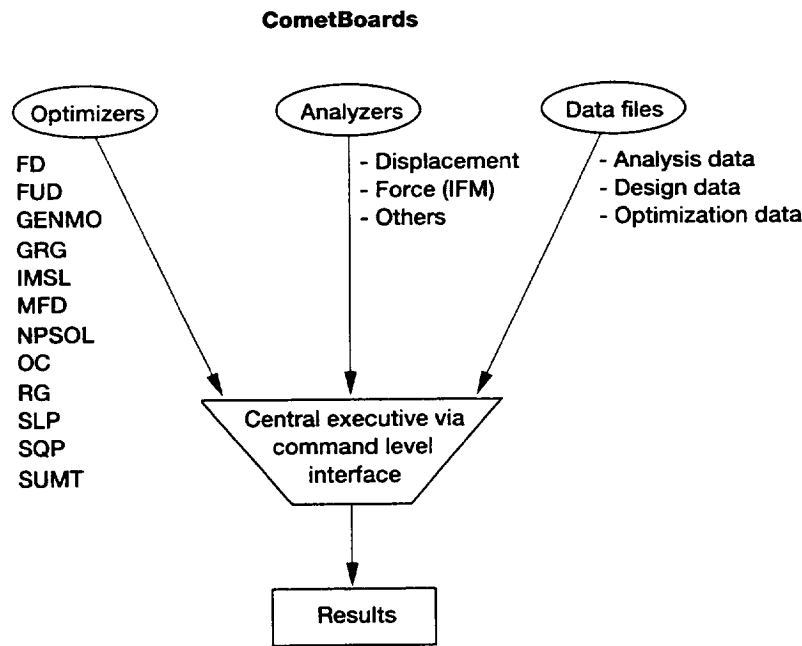 CometBoards
Optimizers
FD
FUD
GENMO
GRG
IMSL
MFD
NPSOL
OC
RG
SLP
SQP
SUMT
Analyzers
- Displacement
- Force (IFM)
- Others
Data files
- Analysis data
- Design data
- Optimization data
Central executive via
command level
interface
Results